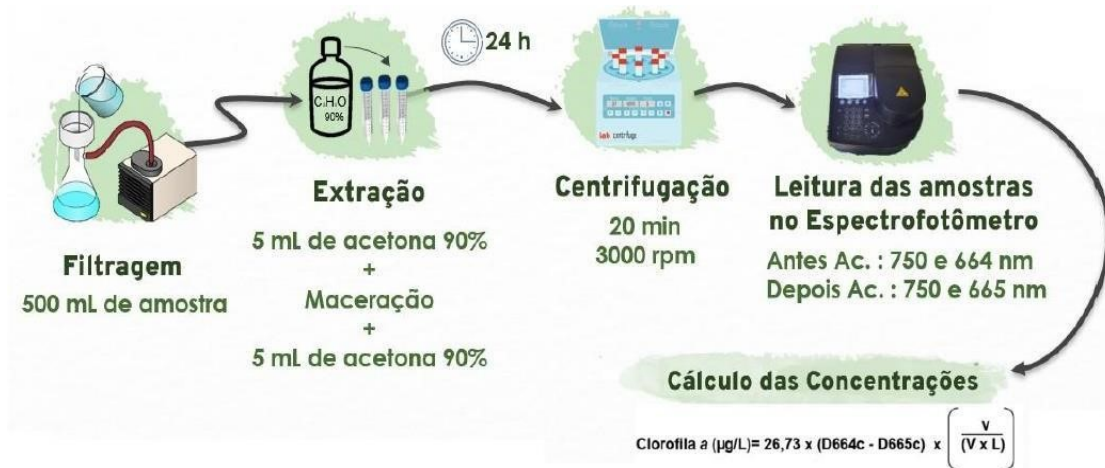 24 h
C₃H₆O
90%
Filtragem
500 mL de amostra
Extração
5 mL de acetona 90%
+
Maceração
+
5 mL de acetona 90%
Centrifugação
20 min
3000 rpm
Leitura das amostras
no Espectrofotômetro
Antes Ac. : 750 e 664 nm
Depois Ac. : 750 e 665 nm
Cálculo das Concentrações
Clorofila a (µg/L)= 26,73 x (D664c - D665c) x ( v / (V x L) )